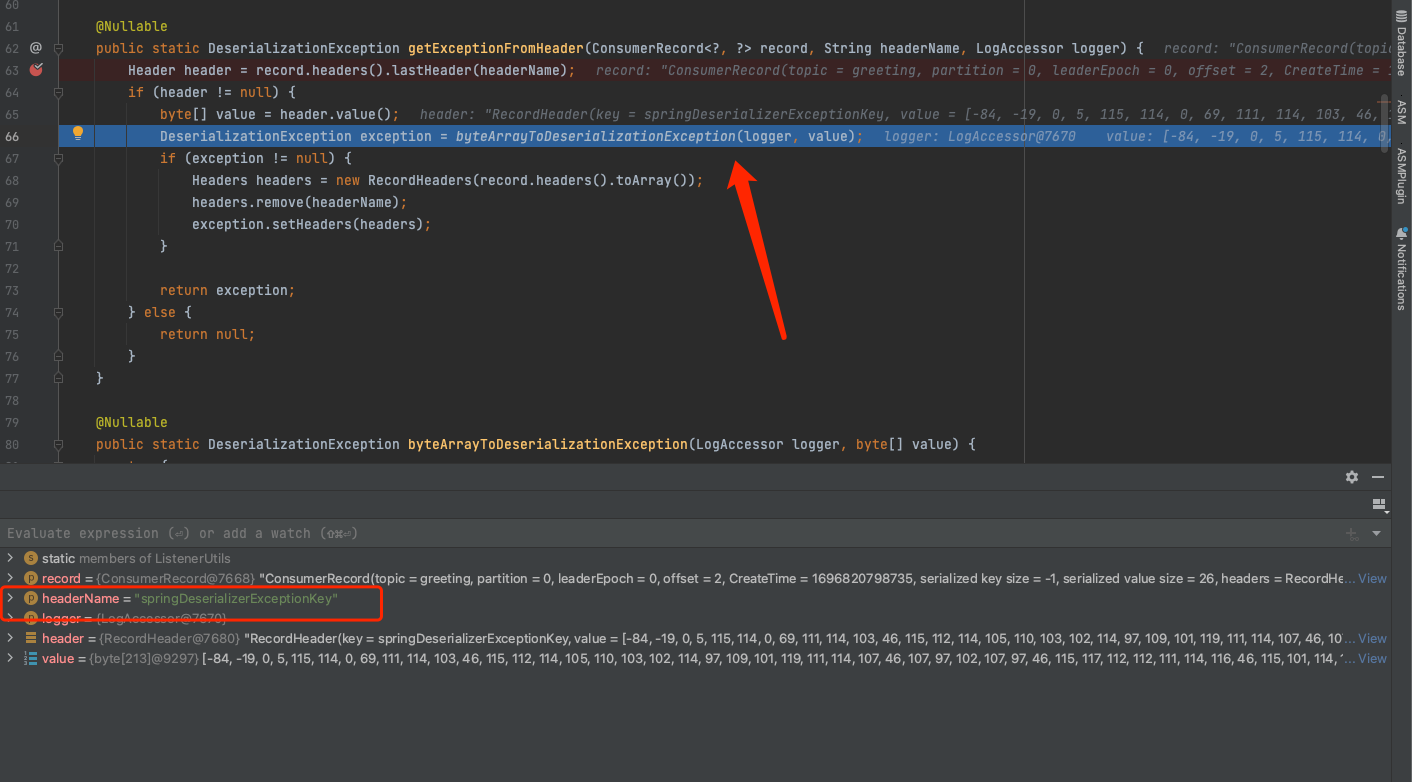 60
61 @Nullable
62 @ public static DeserializationException getExceptionFromHeader(ConsumerRecord<?, ?> record, String headerName, LogAccessor logger) { record: "ConsumerRecord(topic
63 Header header = record.headers().lastHeader(headerName); record: "ConsumerRecord(topic = greeting, partition = 0, leaderEpoch = 0, offset = 2, CreateTime = 1
64 if (header != null) {
65 byte[] value = header.value(); header: "RecordHeader(key = springDeserializerExceptionKey, value = [-84, -19, 0, 5, 115, 114, 0, 69, 111, 114, 103, 46, 1
66 DeserializationException exception = byteArrayToDeserializationException(logger, value); logger: LogAccessor@7670 value: [-84, -19, 0, 5, 115, 114, 0,
67 if (exception != null) {
68 Headers headers = new RecordHeaders(record.headers().toArray());
69 headers.remove(headerName);
70 exception.setHeaders(headers);
71 }
72
73 return exception;
74 } else {
75 return null;
76 }
77 }
78
79 @Nullable
80 public static DeserializationException byteArrayToDeserializationException(LogAccessor logger, byte[] value) {
Database
ASM
ASMPlugin
Notifications
Evaluate expression (⏎) or add a watch (⇧⌘⏎)
s static members of ListenerUtils
p record = {ConsumerRecord@7668} "ConsumerRecord(topic = greeting, partition = 0, leaderEpoch = 0, offset = 2, CreateTime = 1696820798735, serialized key size = -1, serialized value size = 26, headers = RecordHe... View
p headerName = "springDeserializerExceptionKey"
p logger = {LogAccessor@7670}
header = {RecordHeader@7680} "RecordHeader(key = springDeserializerExceptionKey, value = [-84, -19, 0, 5, 115, 114, 0, 69, 111, 114, 103, 46, 115, 112, 114, 105, 110, 103, 102, 114, 97, 109, 101, 119, 111, 114, 107, 46, 10... View
value = {byte[213]@9297} [-84, -19, 0, 5, 115, 114, 0, 69, 111, 114, 103, 46, 115, 112, 114, 105, 110, 103, 102, 114, 97, 109, 101, 119, 111, 114, 107, 46, 107, 97, 102, 107, 97, 46, 115, 117, 112, 112, 111, 114, 116, 46, 115, 101, 114, 1... View